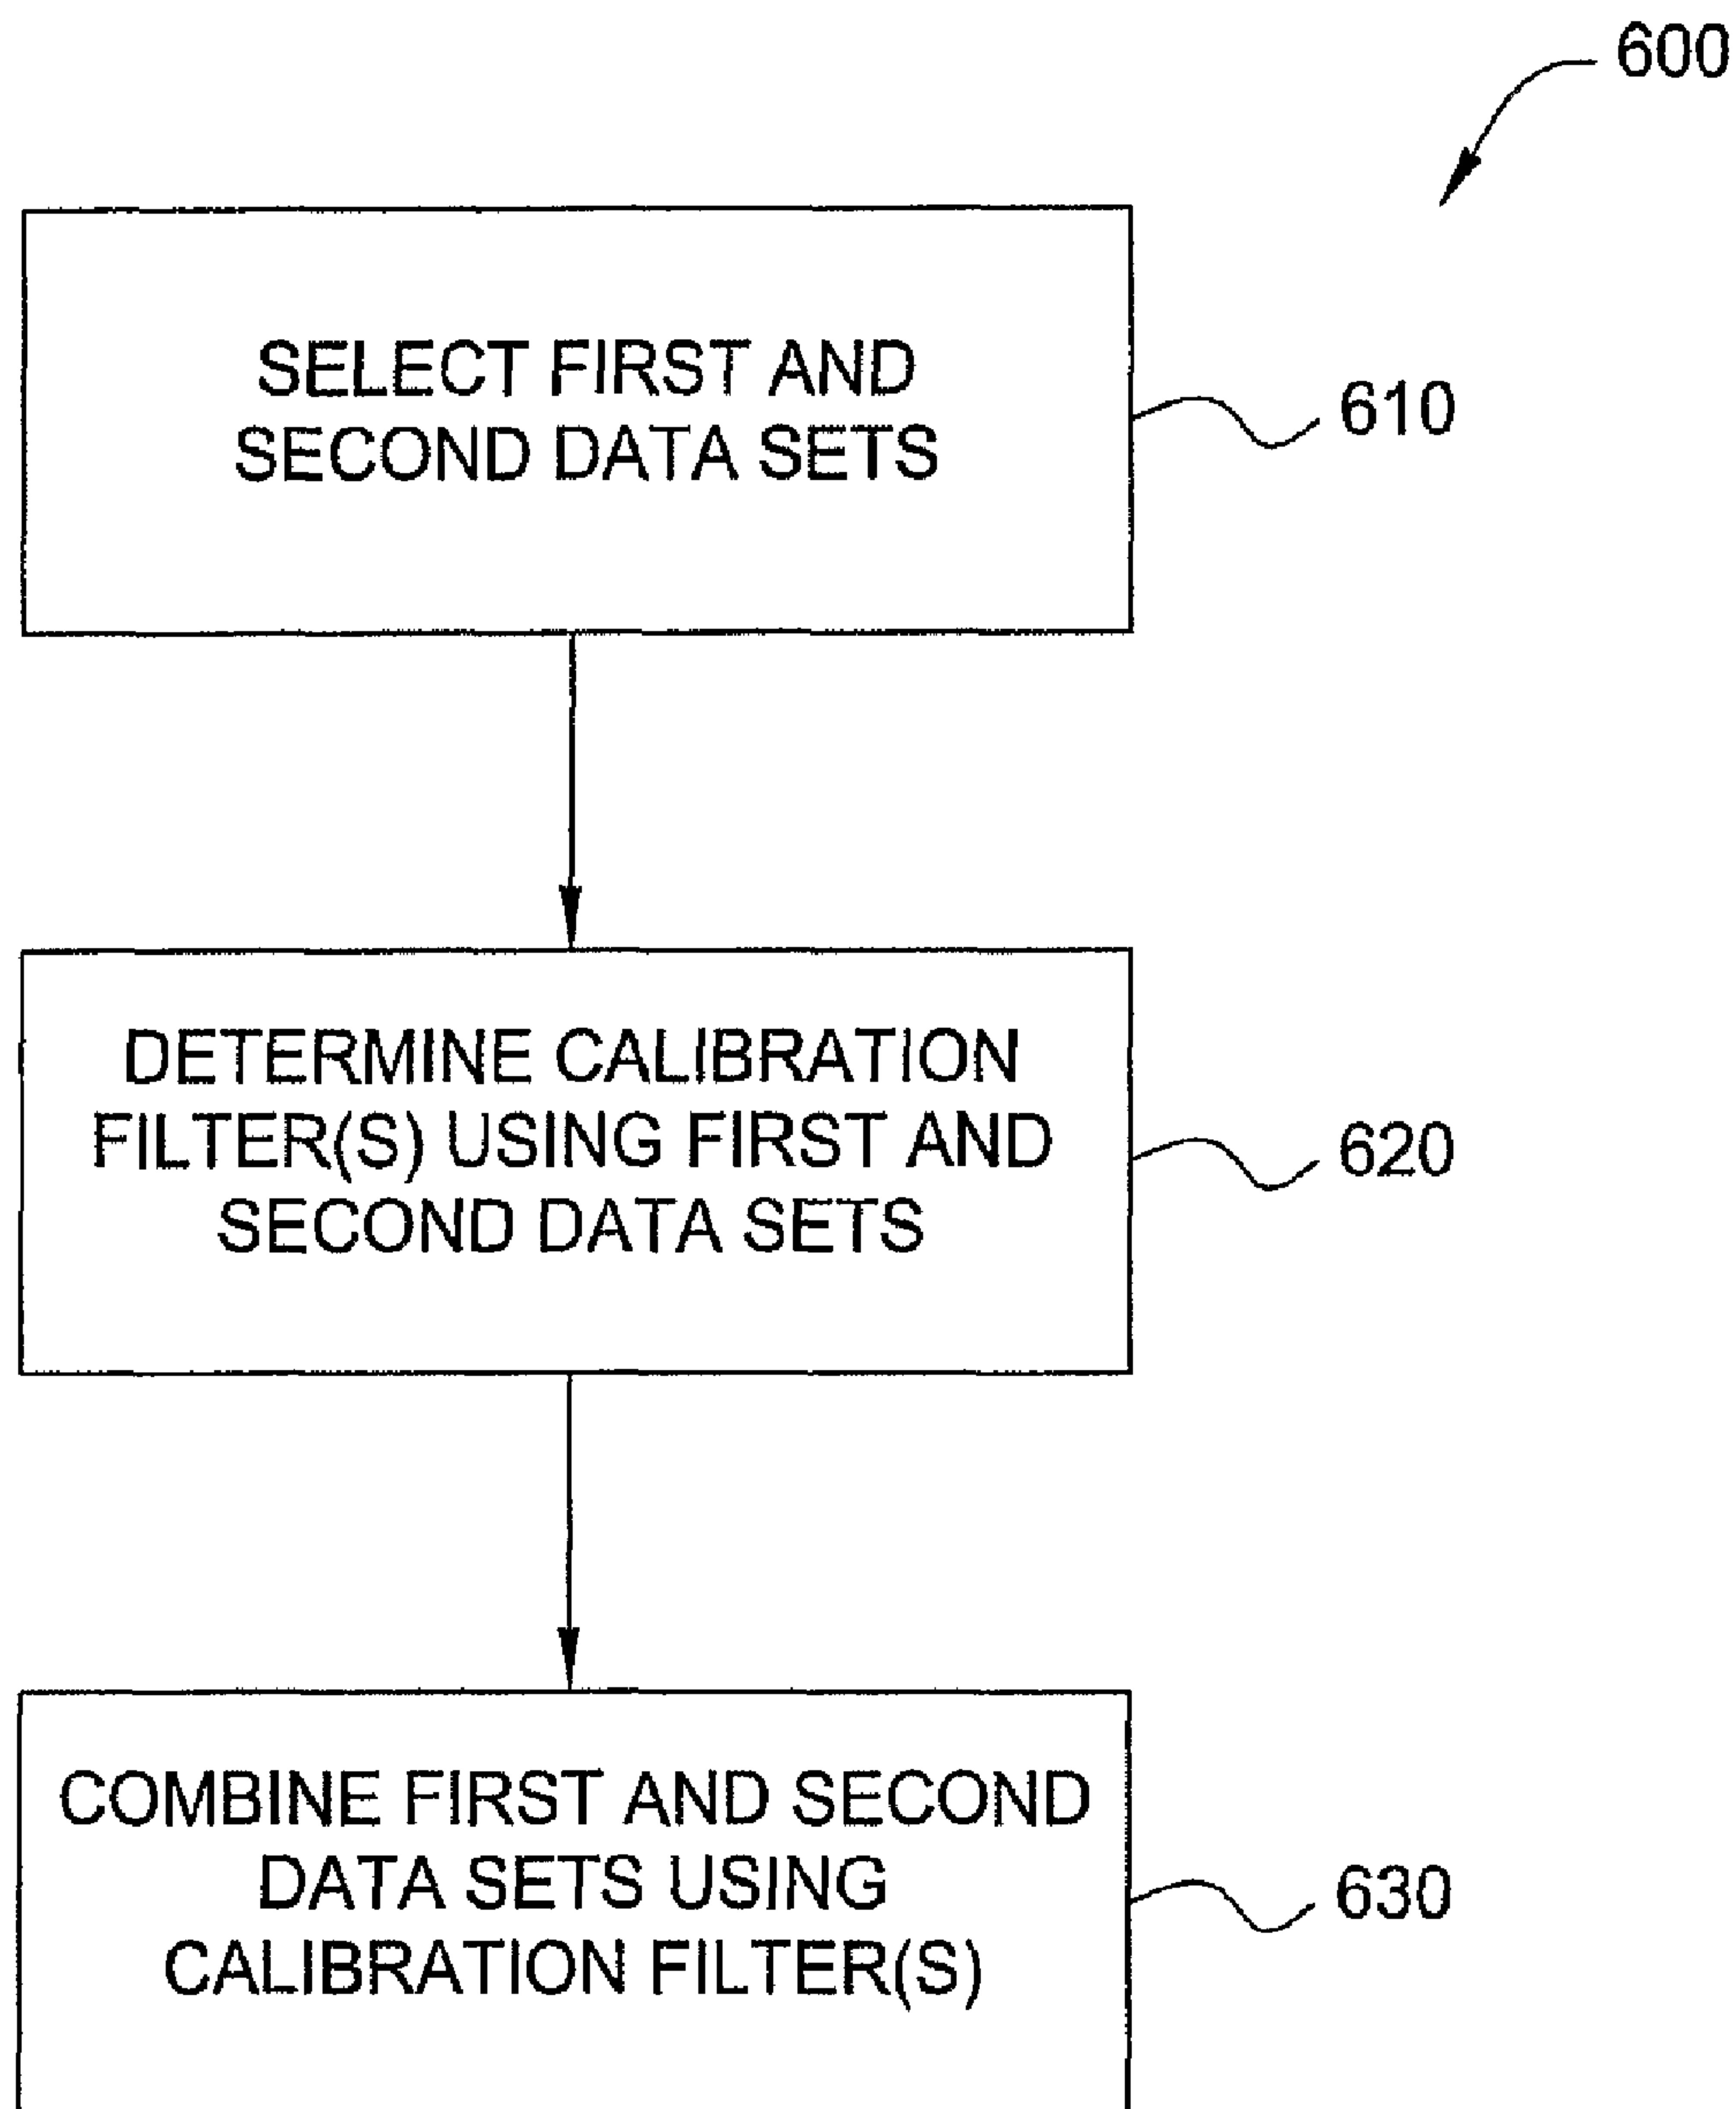 600
SELECT FIRST AND
SECOND DATA SETS
610
DETERMINE CALIBRATION
FILTER(S) USING FIRST AND
SECOND DATA SETS
620
COMBINE FIRST AND SECOND
DATA SETS USING
CALIBRATION FILTER(S)
630